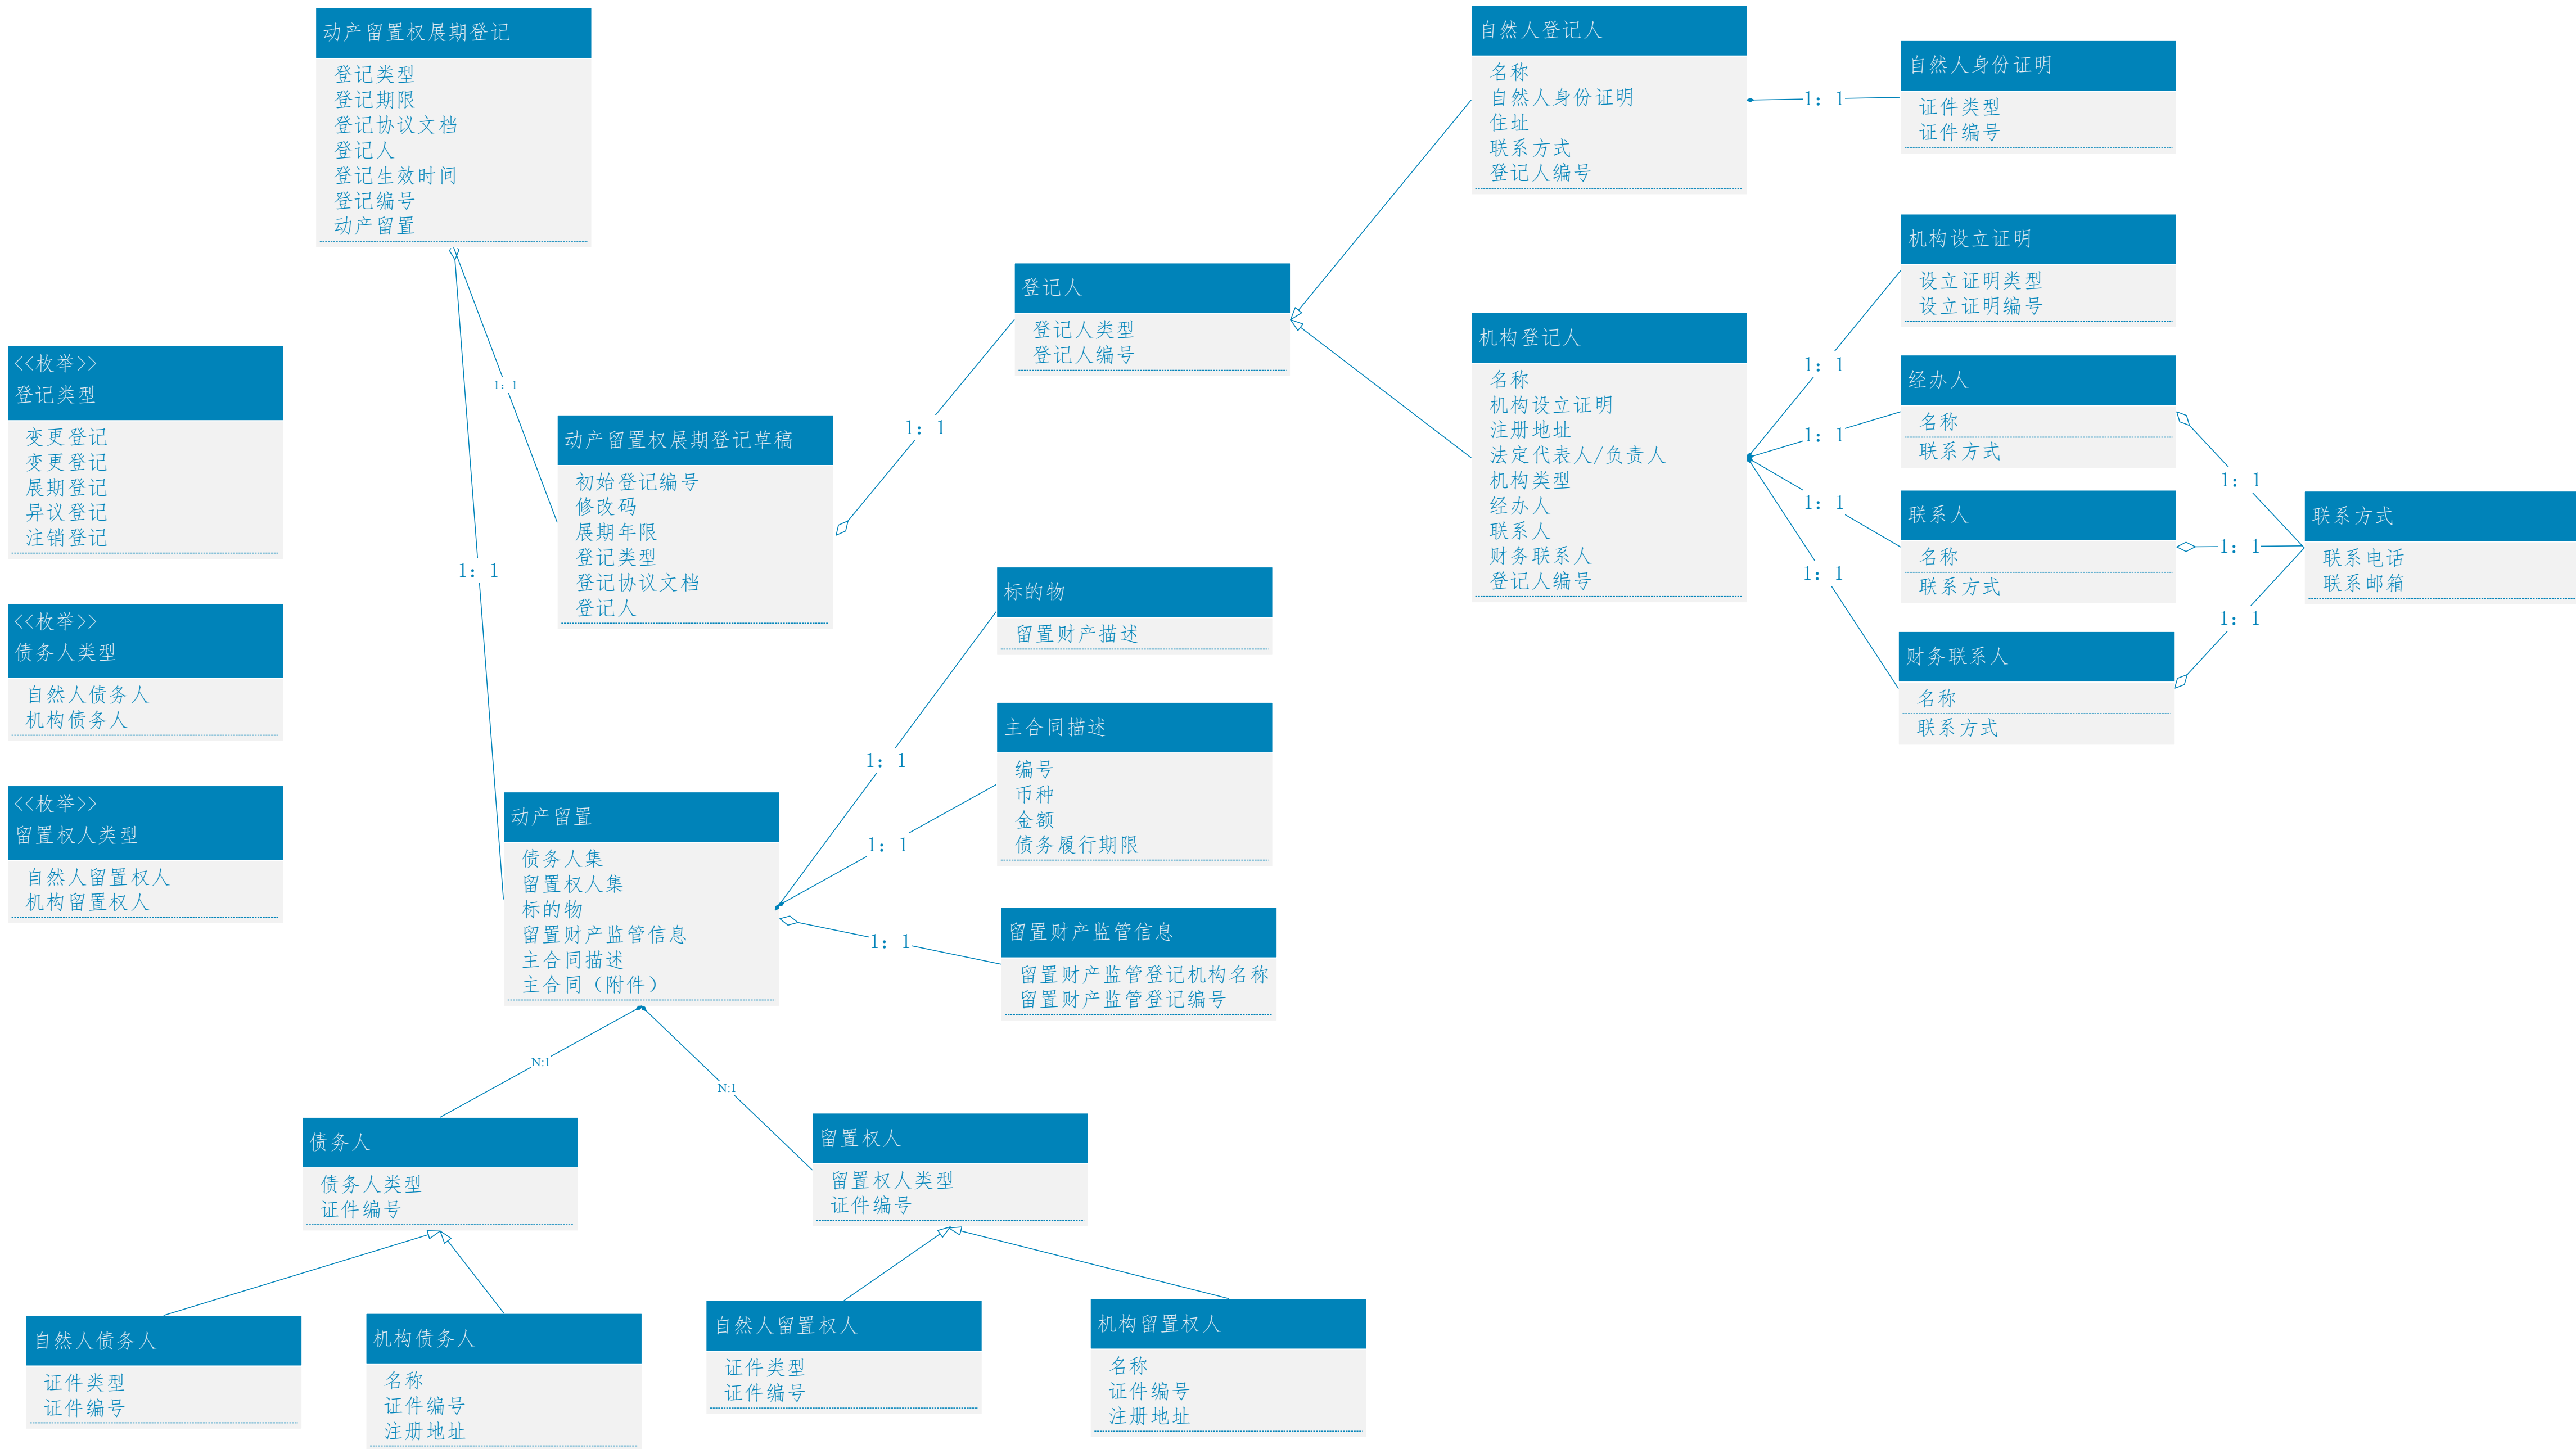 动产留置权展期登记
登记类型
登记期限
登记协议文档
登记人
登记生效时间
登记编号
动产留置
自然人登记人
名称
自然人身份证明
住址
联系方式
登记人编号
1: 1
自然人身份证明
证件类型
证件编号
机构设立证明
设立证明类型
设立证明编号
登记人
登记人类型
登记人编号
机构登记人
名称
机构设立证明
注册地址
法定代表人/负责人
机构类型
经办人
联系人
财务联系人
登记人编号
1: 1
1: 1
1: 1
1: 1
经办人
名称
联系方式
联系人
名称
联系方式
财务联系人
名称
联系方式
1: 1
1: 1
1: 1
联系方式
联系电话
联系邮箱
<<枚举>>
登记类型
变更登记
变更登记
展期登记
异议登记
注销登记
<<枚举>>
债务人类型
自然人债务人
机构债务人
<<枚举>>
留置权人类型
自然人留置权人
机构留置权人
1: 1
1: 1
1: 1
动产留置权展期登记草稿
初始登记编号
修改码
展期年限
登记类型
登记协议文档
登记人
标的物
留置财产描述
1: 1
主合同描述
编号
币种
金额
债务履行期限
1: 1
动产留置
债务人集
留置权人集
标的物
留置财产监管信息
主合同描述
主合同（附件）
1: 1
留置财产监管信息
留置财产监管登记机构名称
留置财产监管登记编号
N:1
N:1
债务人
债务人类型
证件编号
留置权人
留置权人类型
证件编号
自然人债务人
证件类型
证件编号
机构债务人
名称
证件编号
注册地址
自然人留置权人
证件类型
证件编号
机构留置权人
名称
证件编号
注册地址